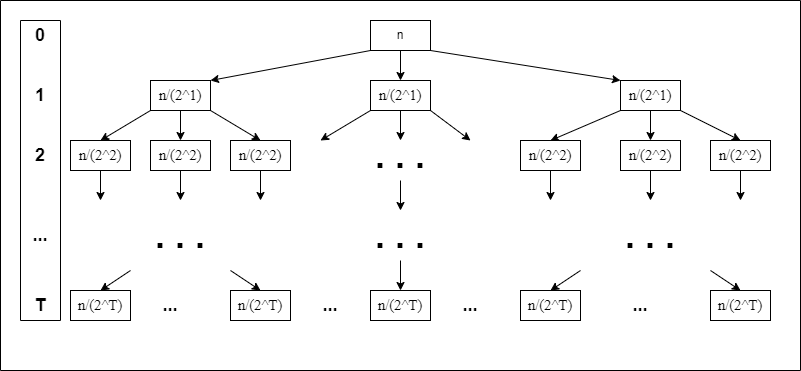 0 n
1 n/(2^1) n/(2^1) n/(2^1)
2 n/(2^2) n/(2^2) n/(2^2) . . . n/(2^2) n/(2^2) n/(2^2)
... . . . . . . . . .
T n/(2^T) ... n/(2^T) ... n/(2^T) ... n/(2^T) ... n/(2^T)